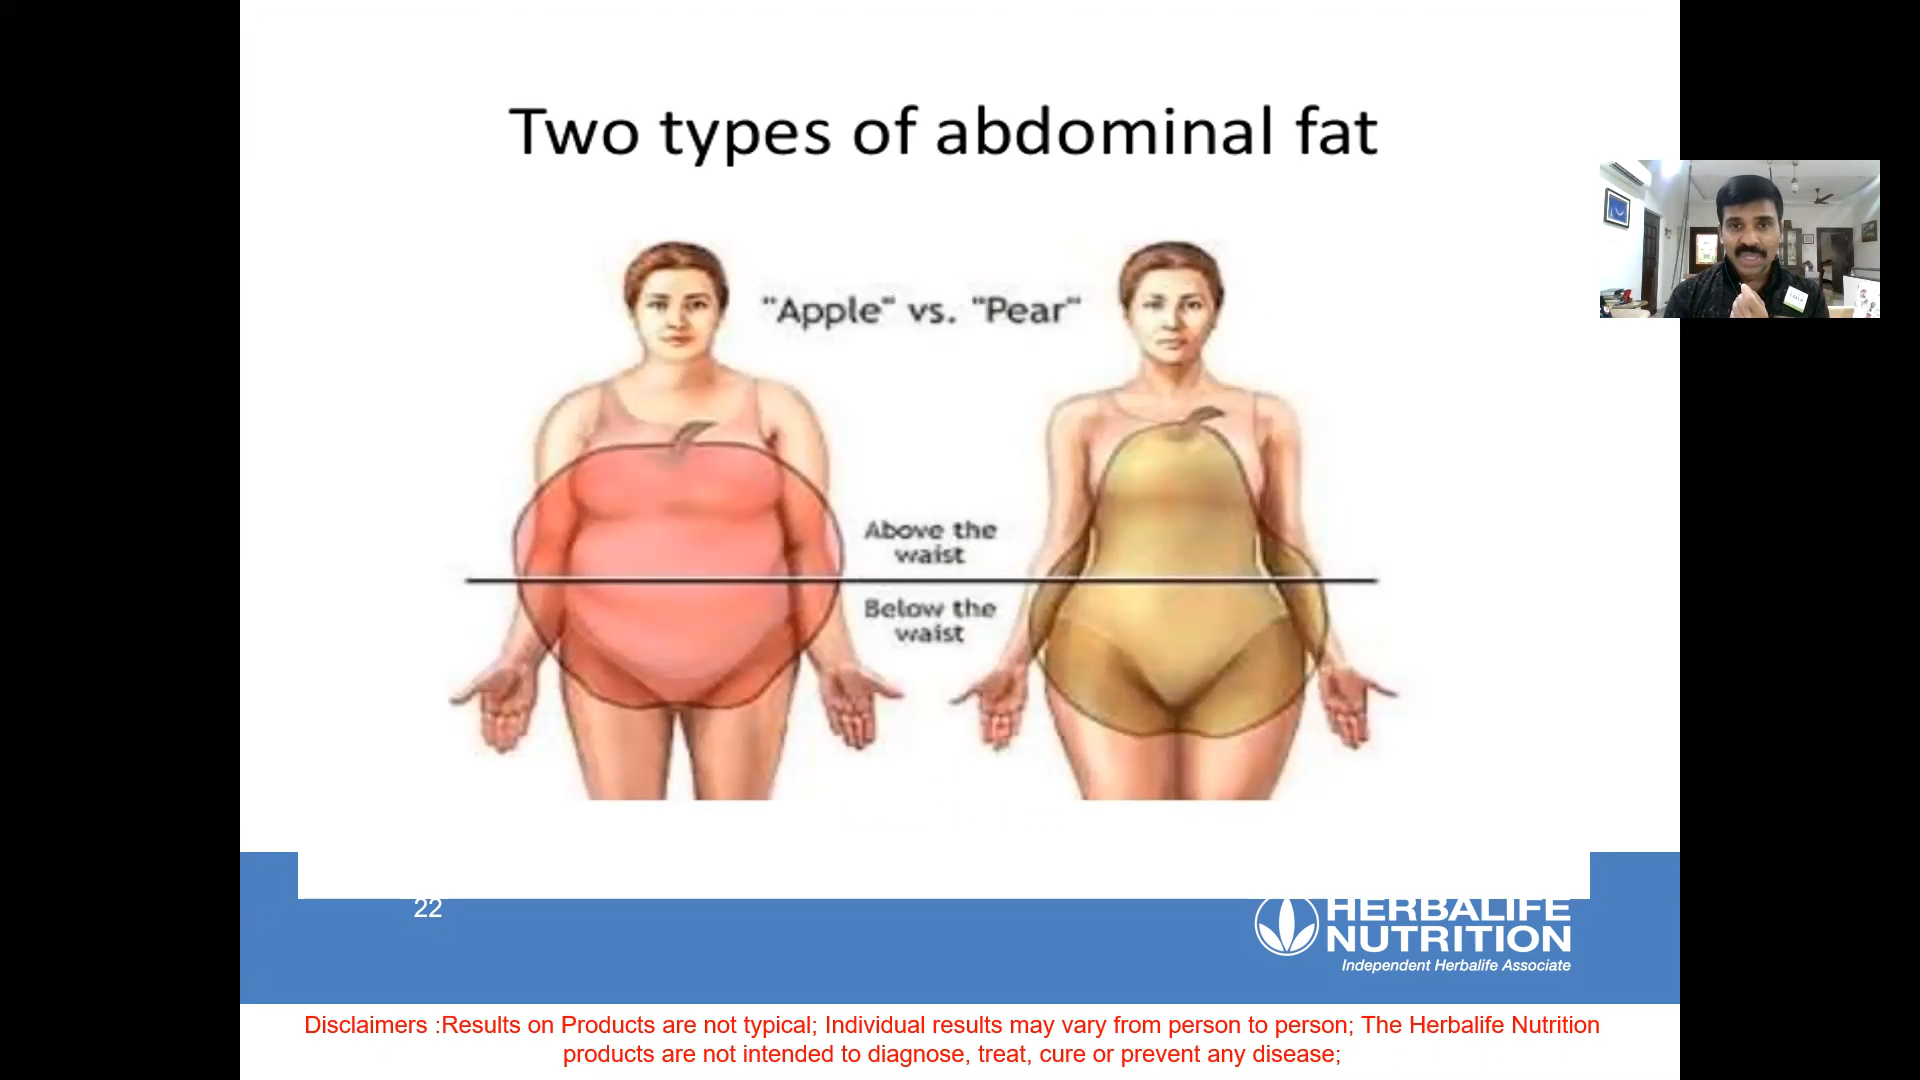 Two types of abdominal fat
"Apple" vs. "Pear"
Above the
waist
Below the
waist
22
HERBALIFE
NUTRITION
Independent Herbalife Associate
Disclaimers :Results on Products are not typical; Individual results may vary from person to person; The Herbalife Nutrition
products are not intended to diagnose, treat, cure or prevent any disease;